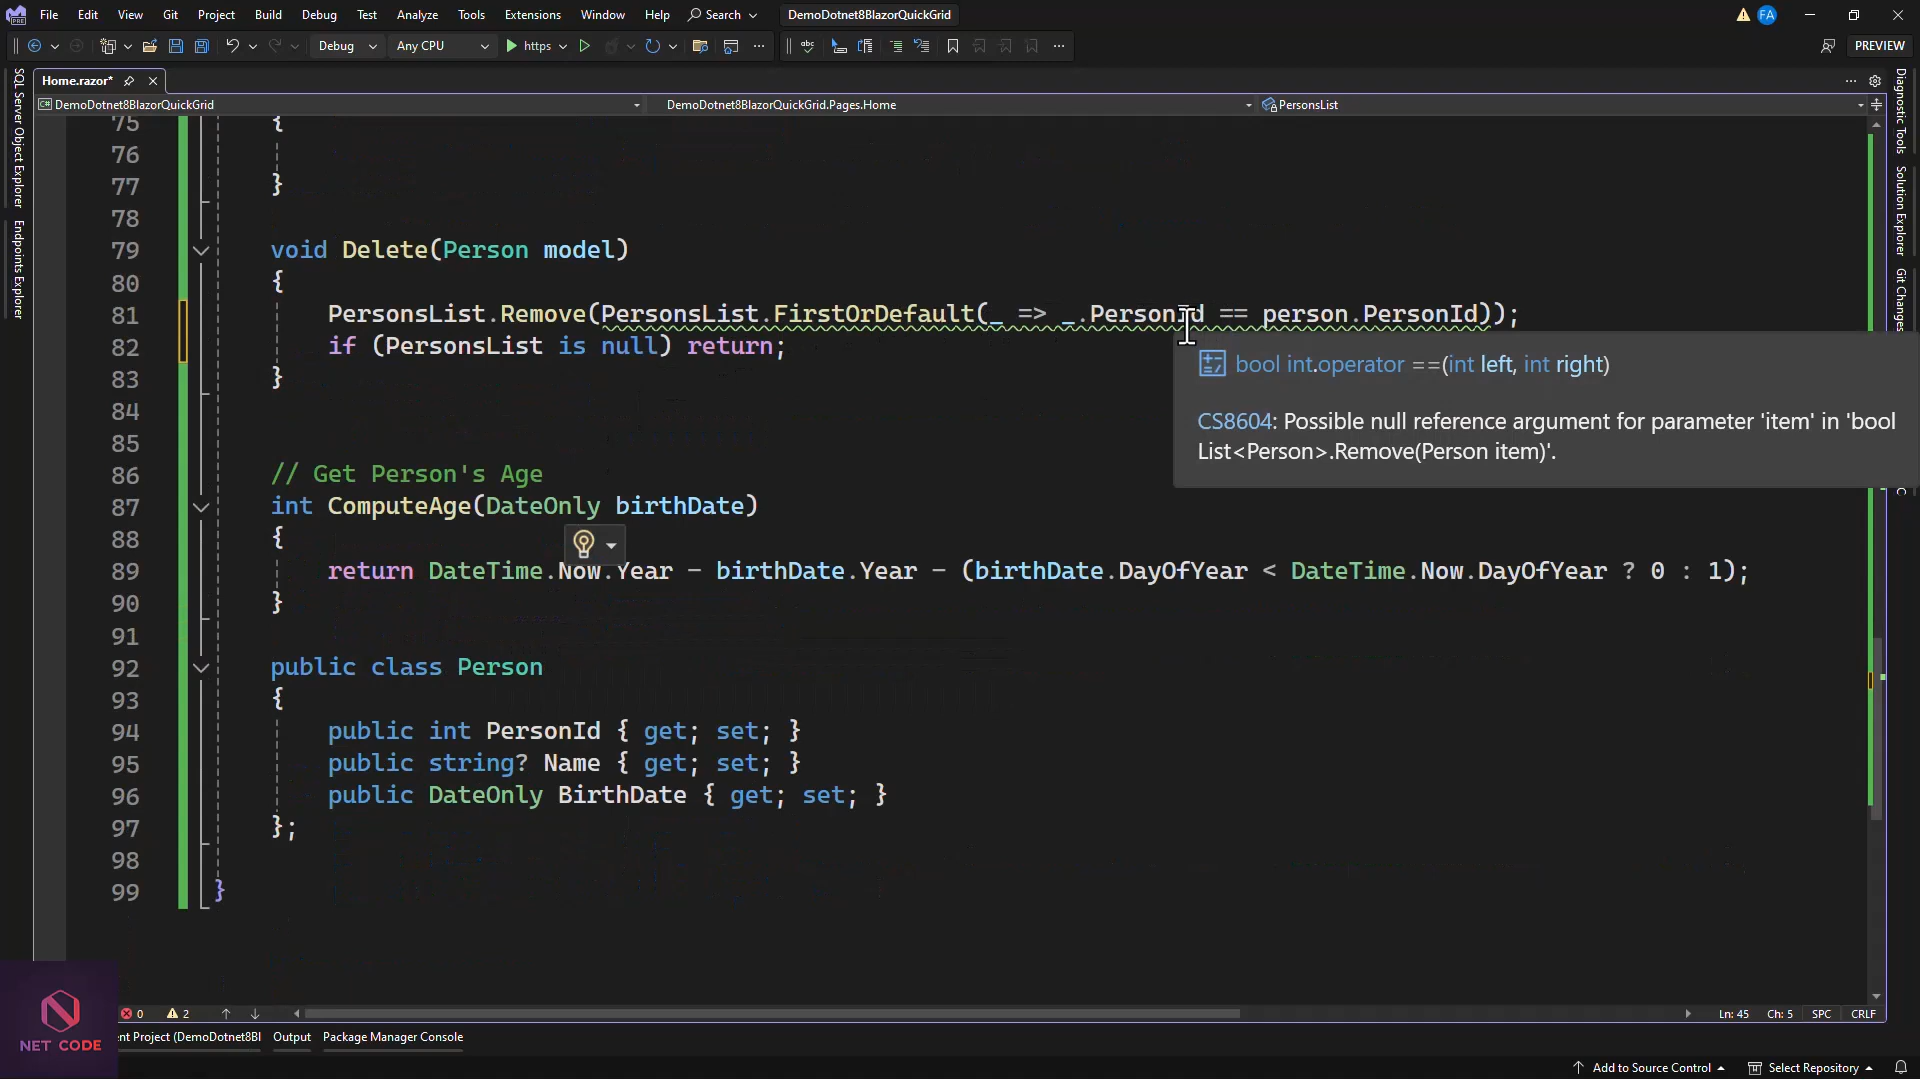 File Edit View Git Project Build Debug Test Analyze Tools Extensions Window Help Search DemoDotnet8BlazorQuickGrid FA
Debug Any CPU https PREVIEW
Home.razor*
DemoDotnet8BlazorQuickGrid DemoDotnet8BlazorQuickGrid.Pages.Home PersonsList
SQL Server Object Explorer
Endpoints Explorer
Diagnostic Tools
Solution Explorer
Git Changes
75 {
76
77 }
78
79 void Delete(Person model)
80 {
81 PersonsList.Remove(PersonsList.FirstOrDefault(_ => _.PersonId == person.PersonId));
82 if (PersonsList is null) return;
83 }
84
85
86 // Get Person's Age
87 int ComputeAge(DateOnly birthDate)
88 {
89 return DateTime.Now.Year - birthDate.Year - (birthDate.DayOfYear < DateTime.Now.DayOfYear ? 0 : 1);
90 }
91
92 public class Person
93 {
94 public int PersonId { get; set; }
95 public string? Name { get; set; }
96 public DateOnly BirthDate { get; set; }
97 };
98
99 }
bool int.operator ==(int left, int right)
CS8604: Possible null reference argument for parameter 'item' in 'bool
List<Person>.Remove(Person item)'.
0 2 Ln: 45 Ch: 5 SPC CRLF
ent Project (DemoDotnet8Bl Output Package Manager Console
NET CODE
Add to Source Control Select Repository